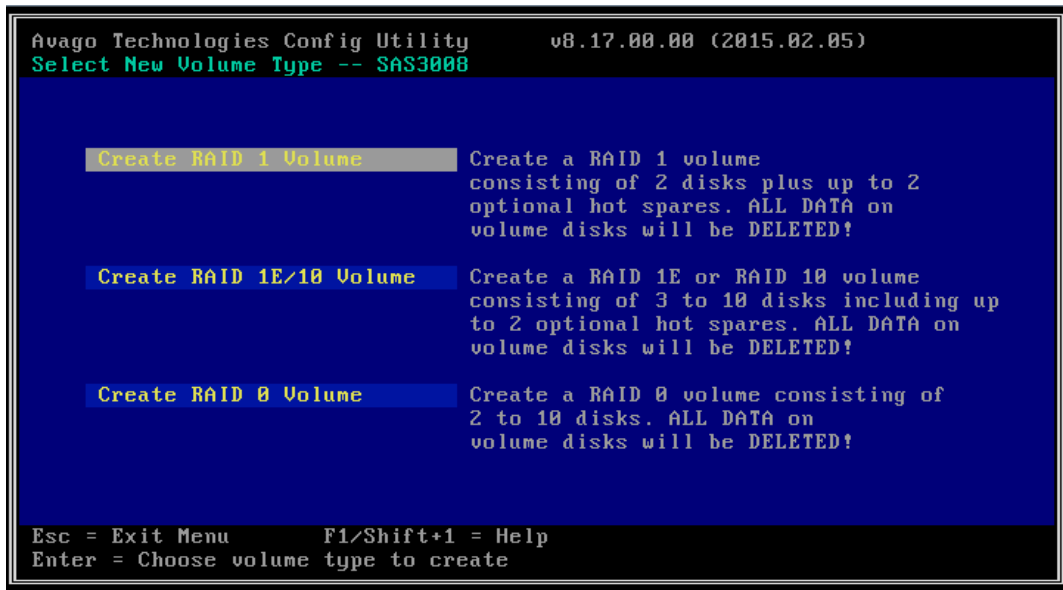 Avago Technologies Config Utility v8.17.00.00 (2015.02.05)
Select New Volume Type -- SAS3008
Create RAID 1 Volume
Create a RAID 1 volume
consisting of 2 disks plus up to 2
optional hot spares. ALL DATA on
volume disks will be DELETED!
Create RAID 1E/10 Volume
Create a RAID 1E or RAID 10 volume
consisting of 3 to 10 disks including up
to 2 optional hot spares. ALL DATA on
volume disks will be DELETED!
Create RAID 0 Volume
Create a RAID 0 volume consisting of
2 to 10 disks. ALL DATA on
volume disks will be DELETED!
Esc = Exit Menu F1/Shift+1 = Help
Enter = Choose volume type to create